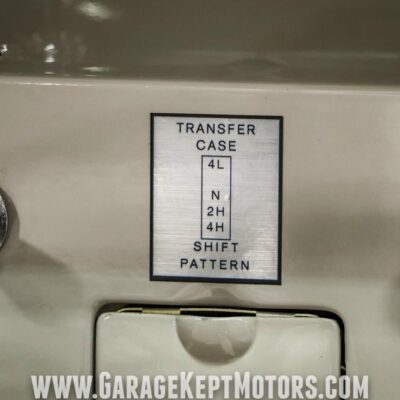 TRANSFER
CASE
4L
N
2H
4H
SHIFT
PATTERN
WWW.GARAGEKEPTMOTORS.COM